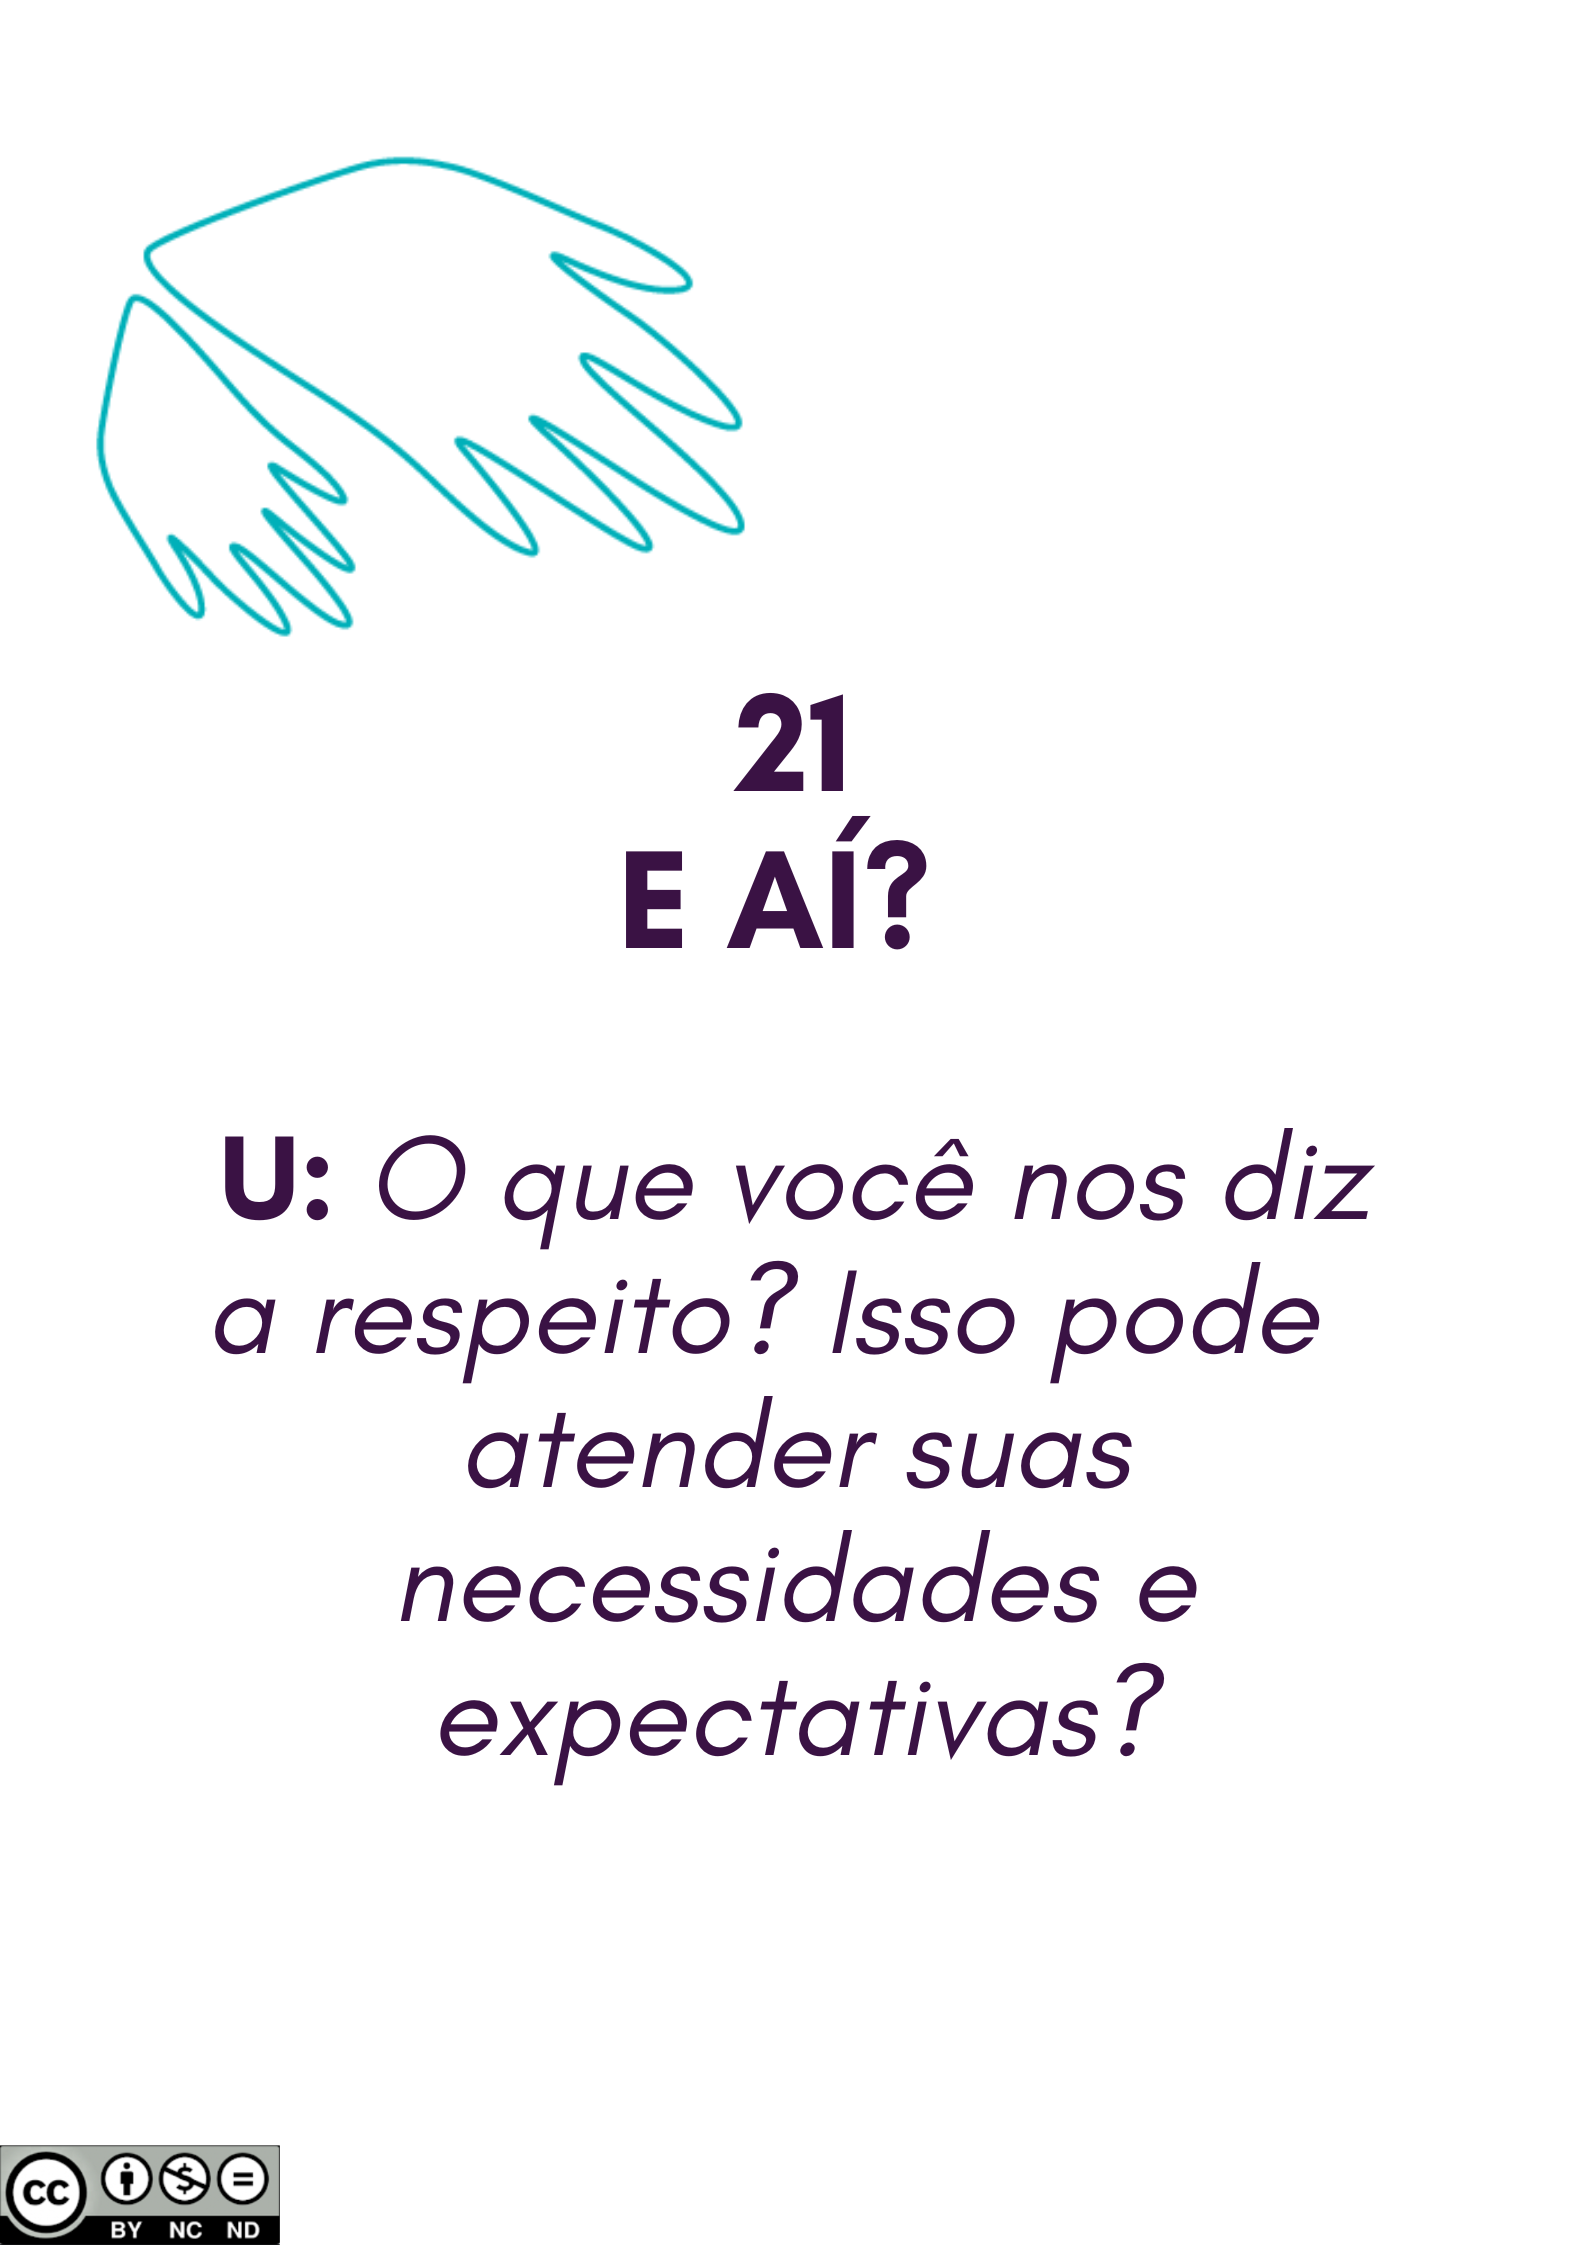 21
E AÍ?
U: O que você nos diz
a respeito? Isso pode
atender suas
necessidades e
expectativas?
cc
BY NC ND